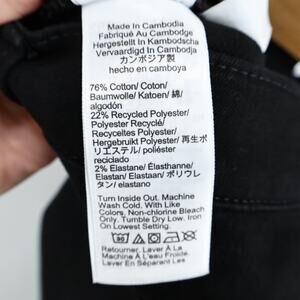 Made In Cambodia
Fabriqué Au Cambodge
Hergestellt In Kambodscha
Vervaardigd In Cambodja
カンボジア製
hecho en camboya
76% Cotton/ Coton/
Baumwolle/ Katoen/ 綿/
algodón
22% Recycled Polyester/
Polyester Recyclé/
Recyceltes Polyester/
Hergebruikt Polyester/ 再生ポ
リエステル/ poliéster
reciclado
2% Elastane/ Élasthanne/
Elastan/ Elastaan/ ポリウレタ
ン/ elastano
Turn Inside Out. Machine
Wash Cold. With Like
Colors. Non-chlorine Bleach
Only. Tumble Dry Low. Iron
On Lowest Setting.
Retourner À L'envers. Laver
À La Machine À L'eau Froide.
Laver En Séparant Les